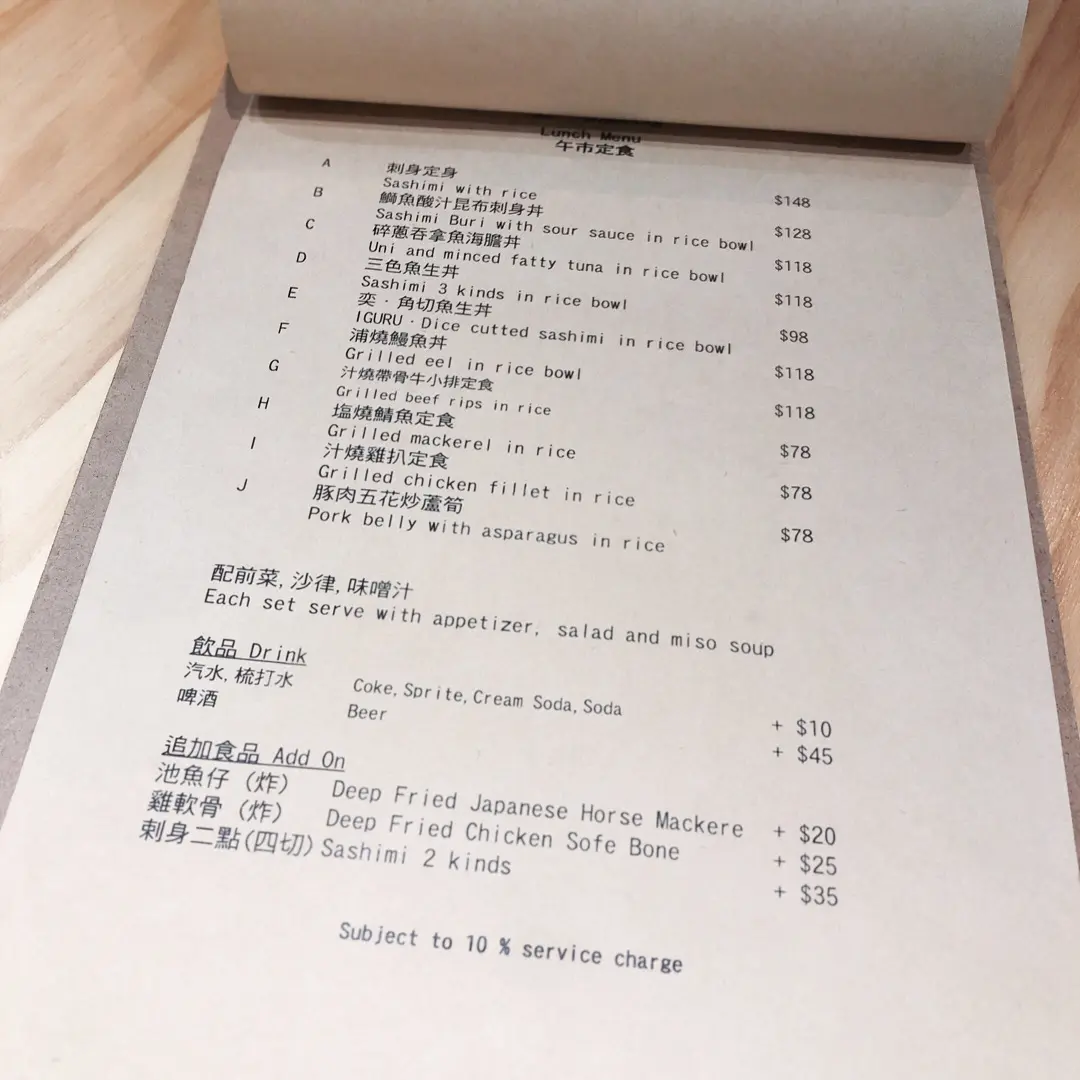 Lunch Menu
午市定食
A 刺身定身 $148
Sashimi with rice
B 鰤魚酸汁昆布刺身丼 $128
Sashimi Buri with sour sauce in rice bowl
C 碎蔥吞拿魚海膽丼 $118
Uni and minced fatty tuna in rice bowl
D 三色魚生丼 $118
Sashimi 3 kinds in rice bowl
E 奕・角切魚生丼 $98
IGURU・Dice cutted sashimi in rice bowl
F 浦燒鰻魚丼 $118
Grilled eel in rice bowl
G 汁燒帶骨牛小排定食 $118
Grilled beef rips in rice
H 塩燒鯖魚定食 $78
Grilled mackerel in rice
I 汁燒雞扒定食 $78
Grilled chicken fillet in rice
J 豚肉五花炒蘆筍 $78
Pork belly with asparagus in rice
配前菜,沙律,味噌汁
Each set serve with appetizer, salad and miso soup
飲品 Drink
汽水,梳打水 Coke,Sprite,Cream Soda,Soda + $10
啤酒 Beer + $45
追加食品 Add On
池魚仔 (炸) Deep Fried Japanese Horse Mackere + $20
雞軟骨 (炸) Deep Fried Chicken Sofe Bone + $25
刺身二點(四切) Sashimi 2 kinds + $35
Subject to 10 % service charge